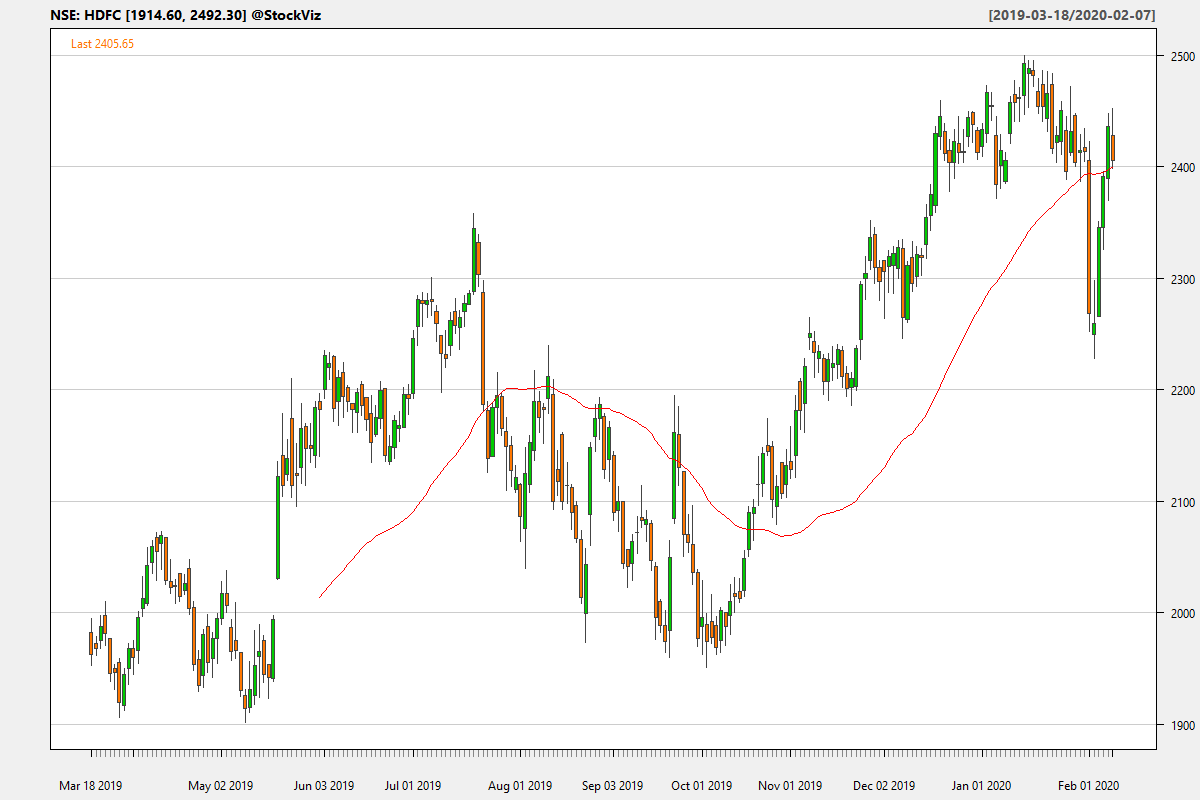 NSE: HDFC [1914.60, 2492.30] @StockViz
[2019-03-18/2020-02-07]
Last 2405.65
2500
2400
2300
2200
2100
2000
1900
Mar 18 2019 May 02 2019 Jun 03 2019 Jul 01 2019 Aug 01 2019 Sep 03 2019 Oct 01 2019 Nov 01 2019 Dec 02 2019 Jan 01 2020 Feb 01 2020